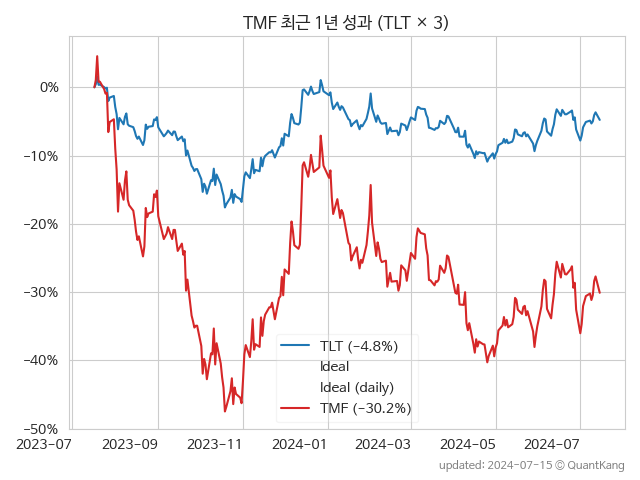 TMF 최근 1년 성과 (TLT × 3)
0%
−10%
−20%
−30%
−40%
−50%
TLT (−4.8%)
Ideal
Ideal (daily)
TMF (−30.2%)
2023−07
2023−09
2023−11
2024−01
2024−03
2024−05
2024−07
updated: 2024−07−15 © QuantKang